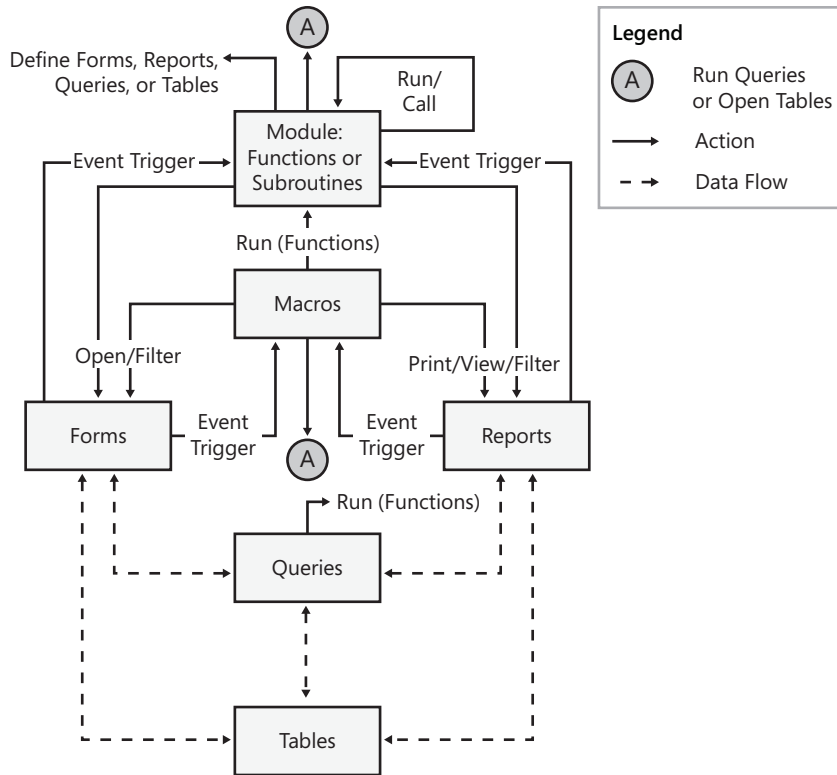 A
Define Forms, Reports,
Queries, or Tables
Run/
Call
Module:
Functions or
Subroutines
Event Trigger
Event Trigger
Run (Functions)
Macros
Open/Filter
Print/View/Filter
Forms
Event
Trigger
Event
Trigger
Reports
A
Run (Functions)
Queries
Tables
Legend
A
Run Queries
or Open Tables
Action
Data Flow